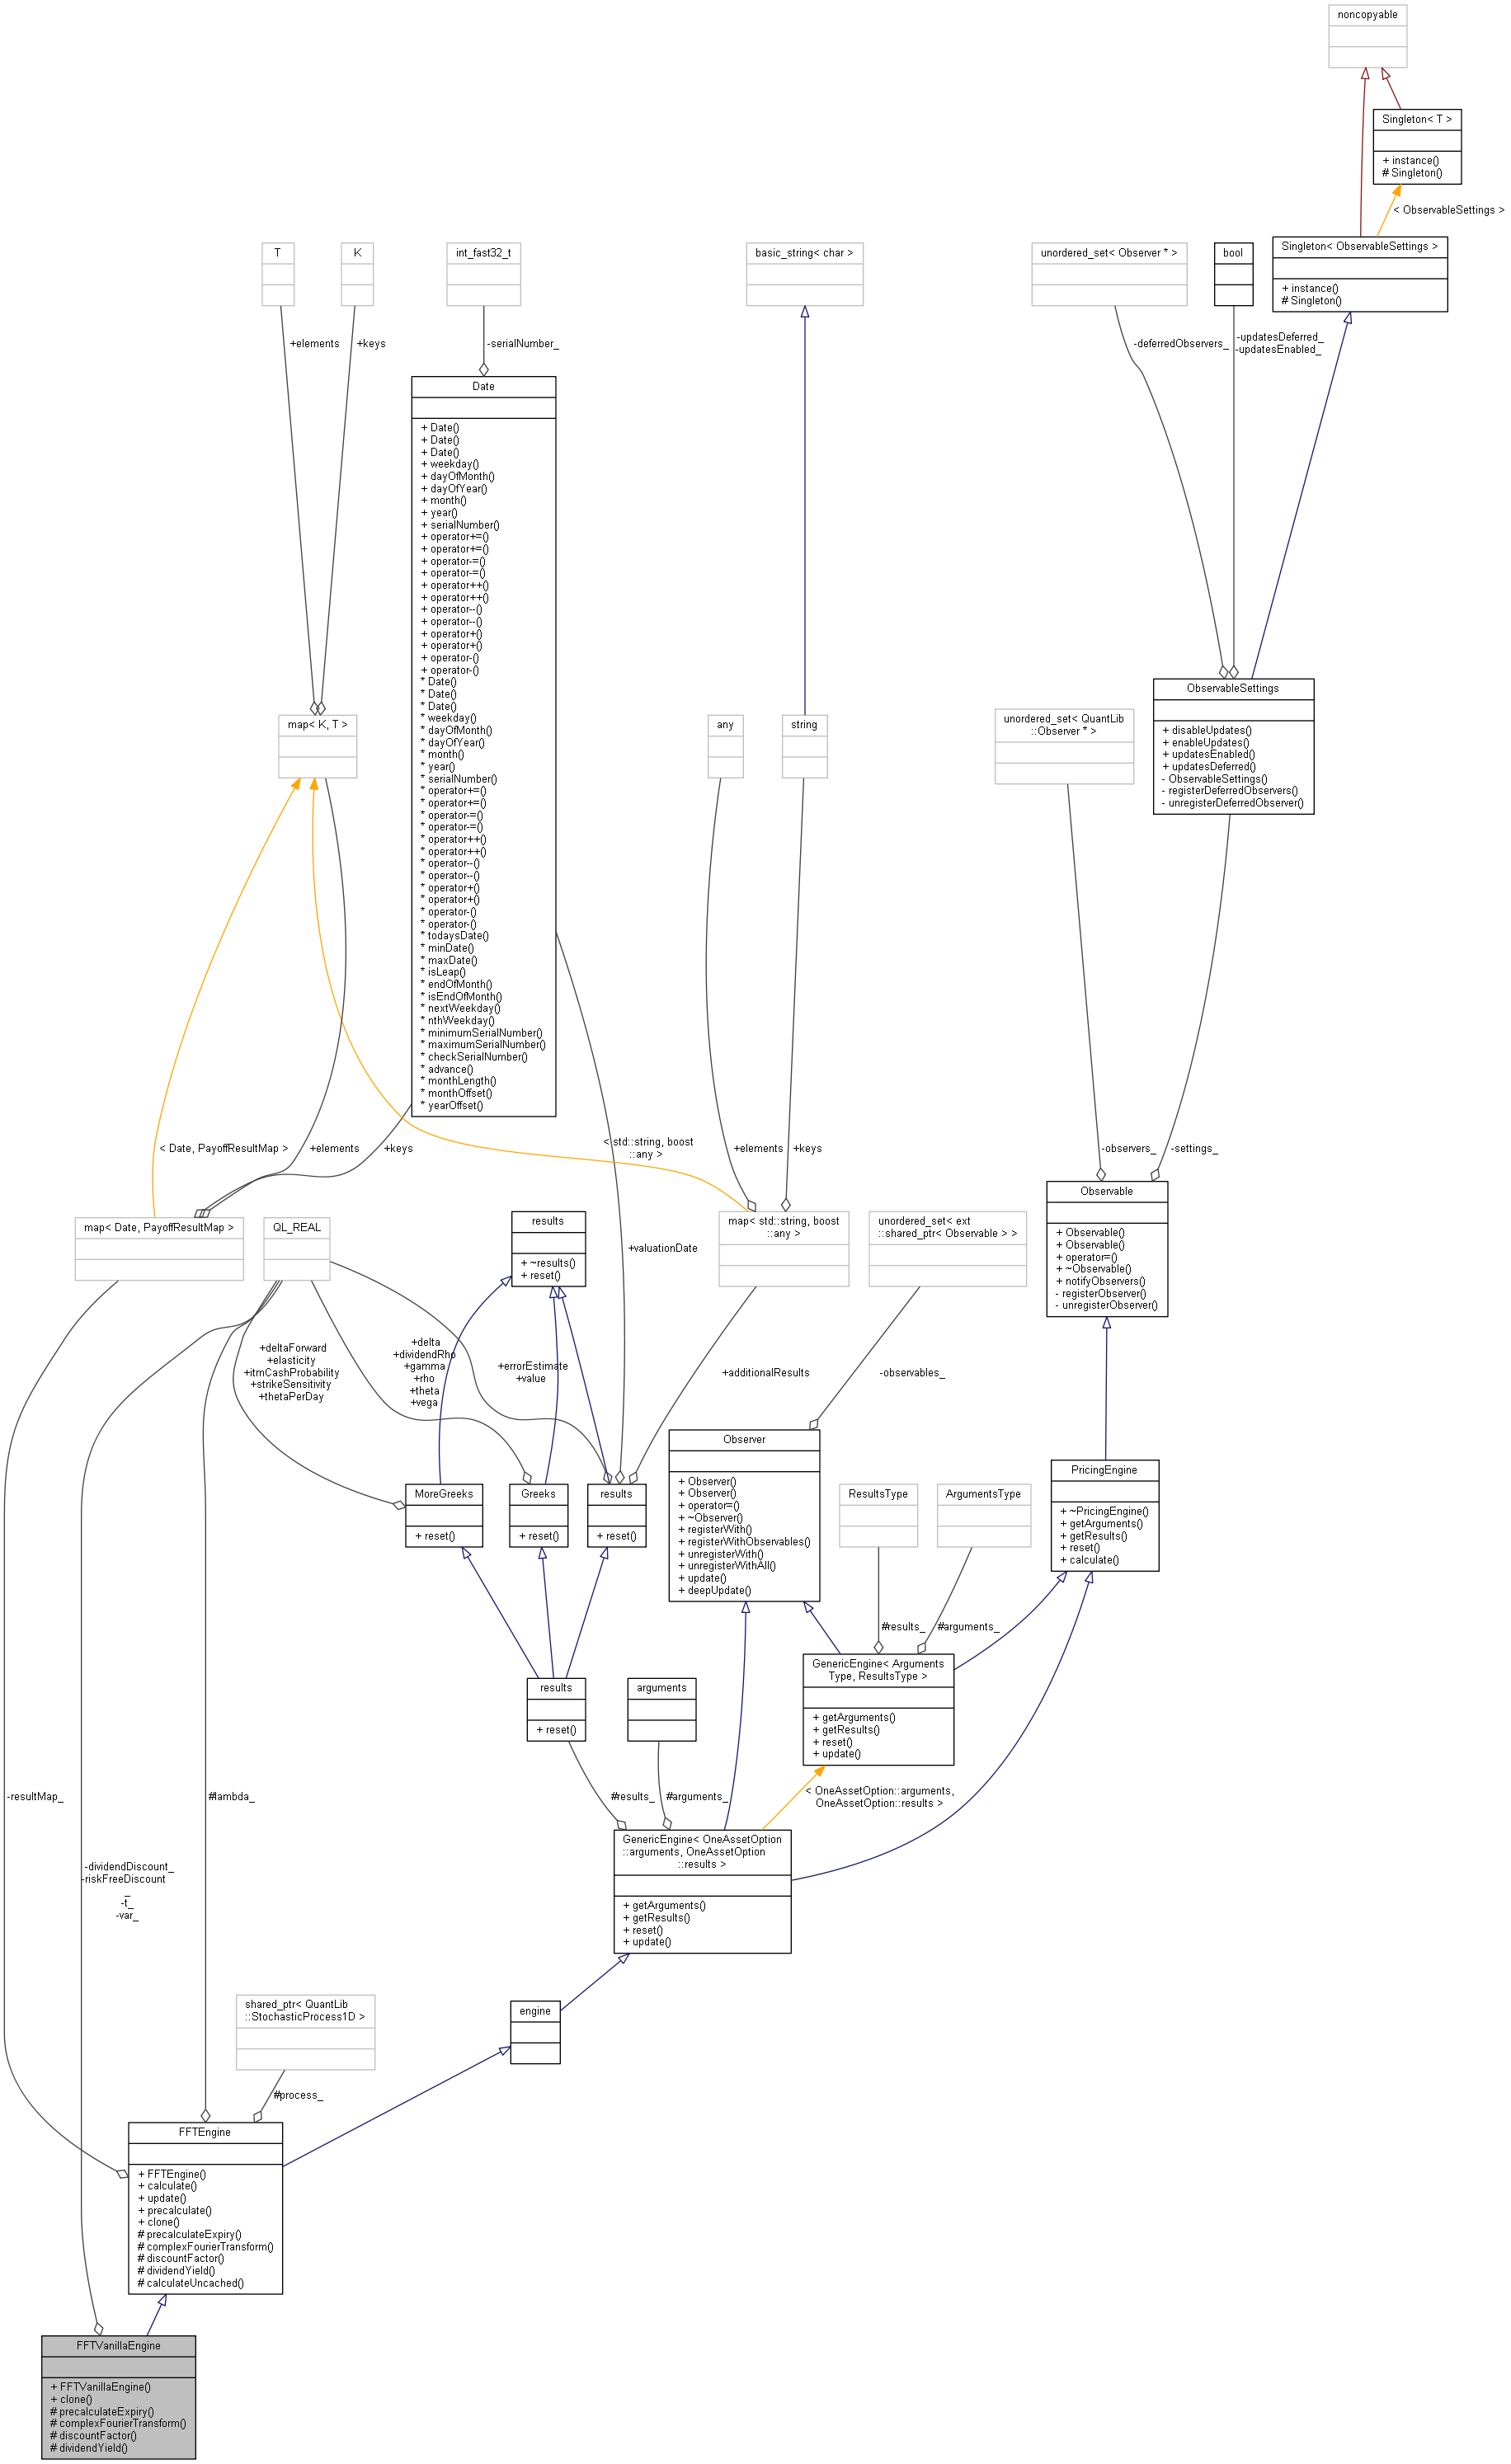 noncopyable
Singleton< T >
+ instance()
# Singleton()
< ObservableSettings >
Singleton< ObservableSettings >
+ instance()
# Singleton()
T
K
int_fast32_t
basic_string< char >
unordered_set< Observer * >
bool
+elements
+keys
-serialNumber_
-deferredObservers_
-updatesDeferred_
-updatesEnabled_
Date
+ Date()
+ Date()
+ Date()
+ weekday()
+ dayOfMonth()
+ dayOfYear()
+ month()
+ year()
+ serialNumber()
+ operator+=()
+ operator+=()
+ operator-=()
+ operator-=()
+ operator++()
+ operator++()
+ operator--()
+ operator--()
+ operator+()
+ operator+()
+ operator-()
+ operator-()
* Date()
* Date()
* Date()
* weekday()
* dayOfMonth()
* dayOfYear()
* month()
* year()
* serialNumber()
* operator+=()
* operator+=()
* operator-=()
* operator-=()
* operator++()
* operator++()
* operator--()
* operator--()
* operator+()
* operator+()
* operator-()
* operator-()
* todaysDate()
* minDate()
* maxDate()
* isLeap()
* endOfMonth()
* isEndOfMonth()
* nextWeekday()
* nthWeekday()
* minimumSerialNumber()
* maximumSerialNumber()
* checkSerialNumber()
* advance()
* monthLength()
* monthOffset()
* yearOffset()
map< K, T >
any
string
unordered_set< QuantLib
::Observer * >
ObservableSettings
+ disableUpdates()
+ enableUpdates()
+ updatesEnabled()
+ updatesDeferred()
- ObservableSettings()
- registerDeferredObservers()
- unregisterDeferredObserver()
< Date, PayoffResultMap >
+elements
+keys
< std::string, boost
::any >
+elements
+keys
-observers_
-settings_
map< Date, PayoffResultMap >
QL_REAL
results
+ ~results()
+ reset()
+valuationDate
map< std::string, boost
::any >
unordered_set< ext
::shared_ptr< Observable > >
Observable
+ Observable()
+ Observable()
+ operator=()
+ ~Observable()
+ notifyObservers()
- registerObserver()
- unregisterObserver()
+deltaForward
+elasticity
+itmCashProbability
+strikeSensitivity
+thetaPerDay
+delta
+dividendRho
+gamma
+rho
+theta
+vega
+errorEstimate
+value
+additionalResults
-observables_
MoreGreeks
+ reset()
Greeks
+ reset()
results
+ reset()
Observer
+ Observer()
+ Observer()
+ operator=()
+ ~Observer()
+ registerWith()
+ registerWithObservables()
+ unregisterWith()
+ unregisterWithAll()
+ update()
+ deepUpdate()
ResultsType
ArgumentsType
PricingEngine
+ ~PricingEngine()
+ getArguments()
+ getResults()
+ reset()
+ calculate()
#results_
#arguments_
results
+ reset()
arguments
GenericEngine< Arguments
Type, ResultsType >
+ getArguments()
+ getResults()
+ reset()
+ update()
-resultMap_
#lambda_
#results_
#arguments_
< OneAssetOption::arguments,
OneAssetOption::results >
GenericEngine< OneAssetOption
::arguments, OneAssetOption
::results >
+ getArguments()
+ getResults()
+ reset()
+ update()
-dividendDiscount_
-riskFreeDiscount
_
-t_
-var_
shared_ptr< QuantLib
::StochasticProcess1D >
engine
#process_
FFTEngine
+ FFTEngine()
+ calculate()
+ update()
+ precalculate()
+ clone()
# precalculateExpiry()
# complexFourierTransform()
# discountFactor()
# dividendYield()
# calculateUncached()
FFTVanillaEngine
+ FFTVanillaEngine()
+ clone()
# precalculateExpiry()
# complexFourierTransform()
# discountFactor()
# dividendYield()